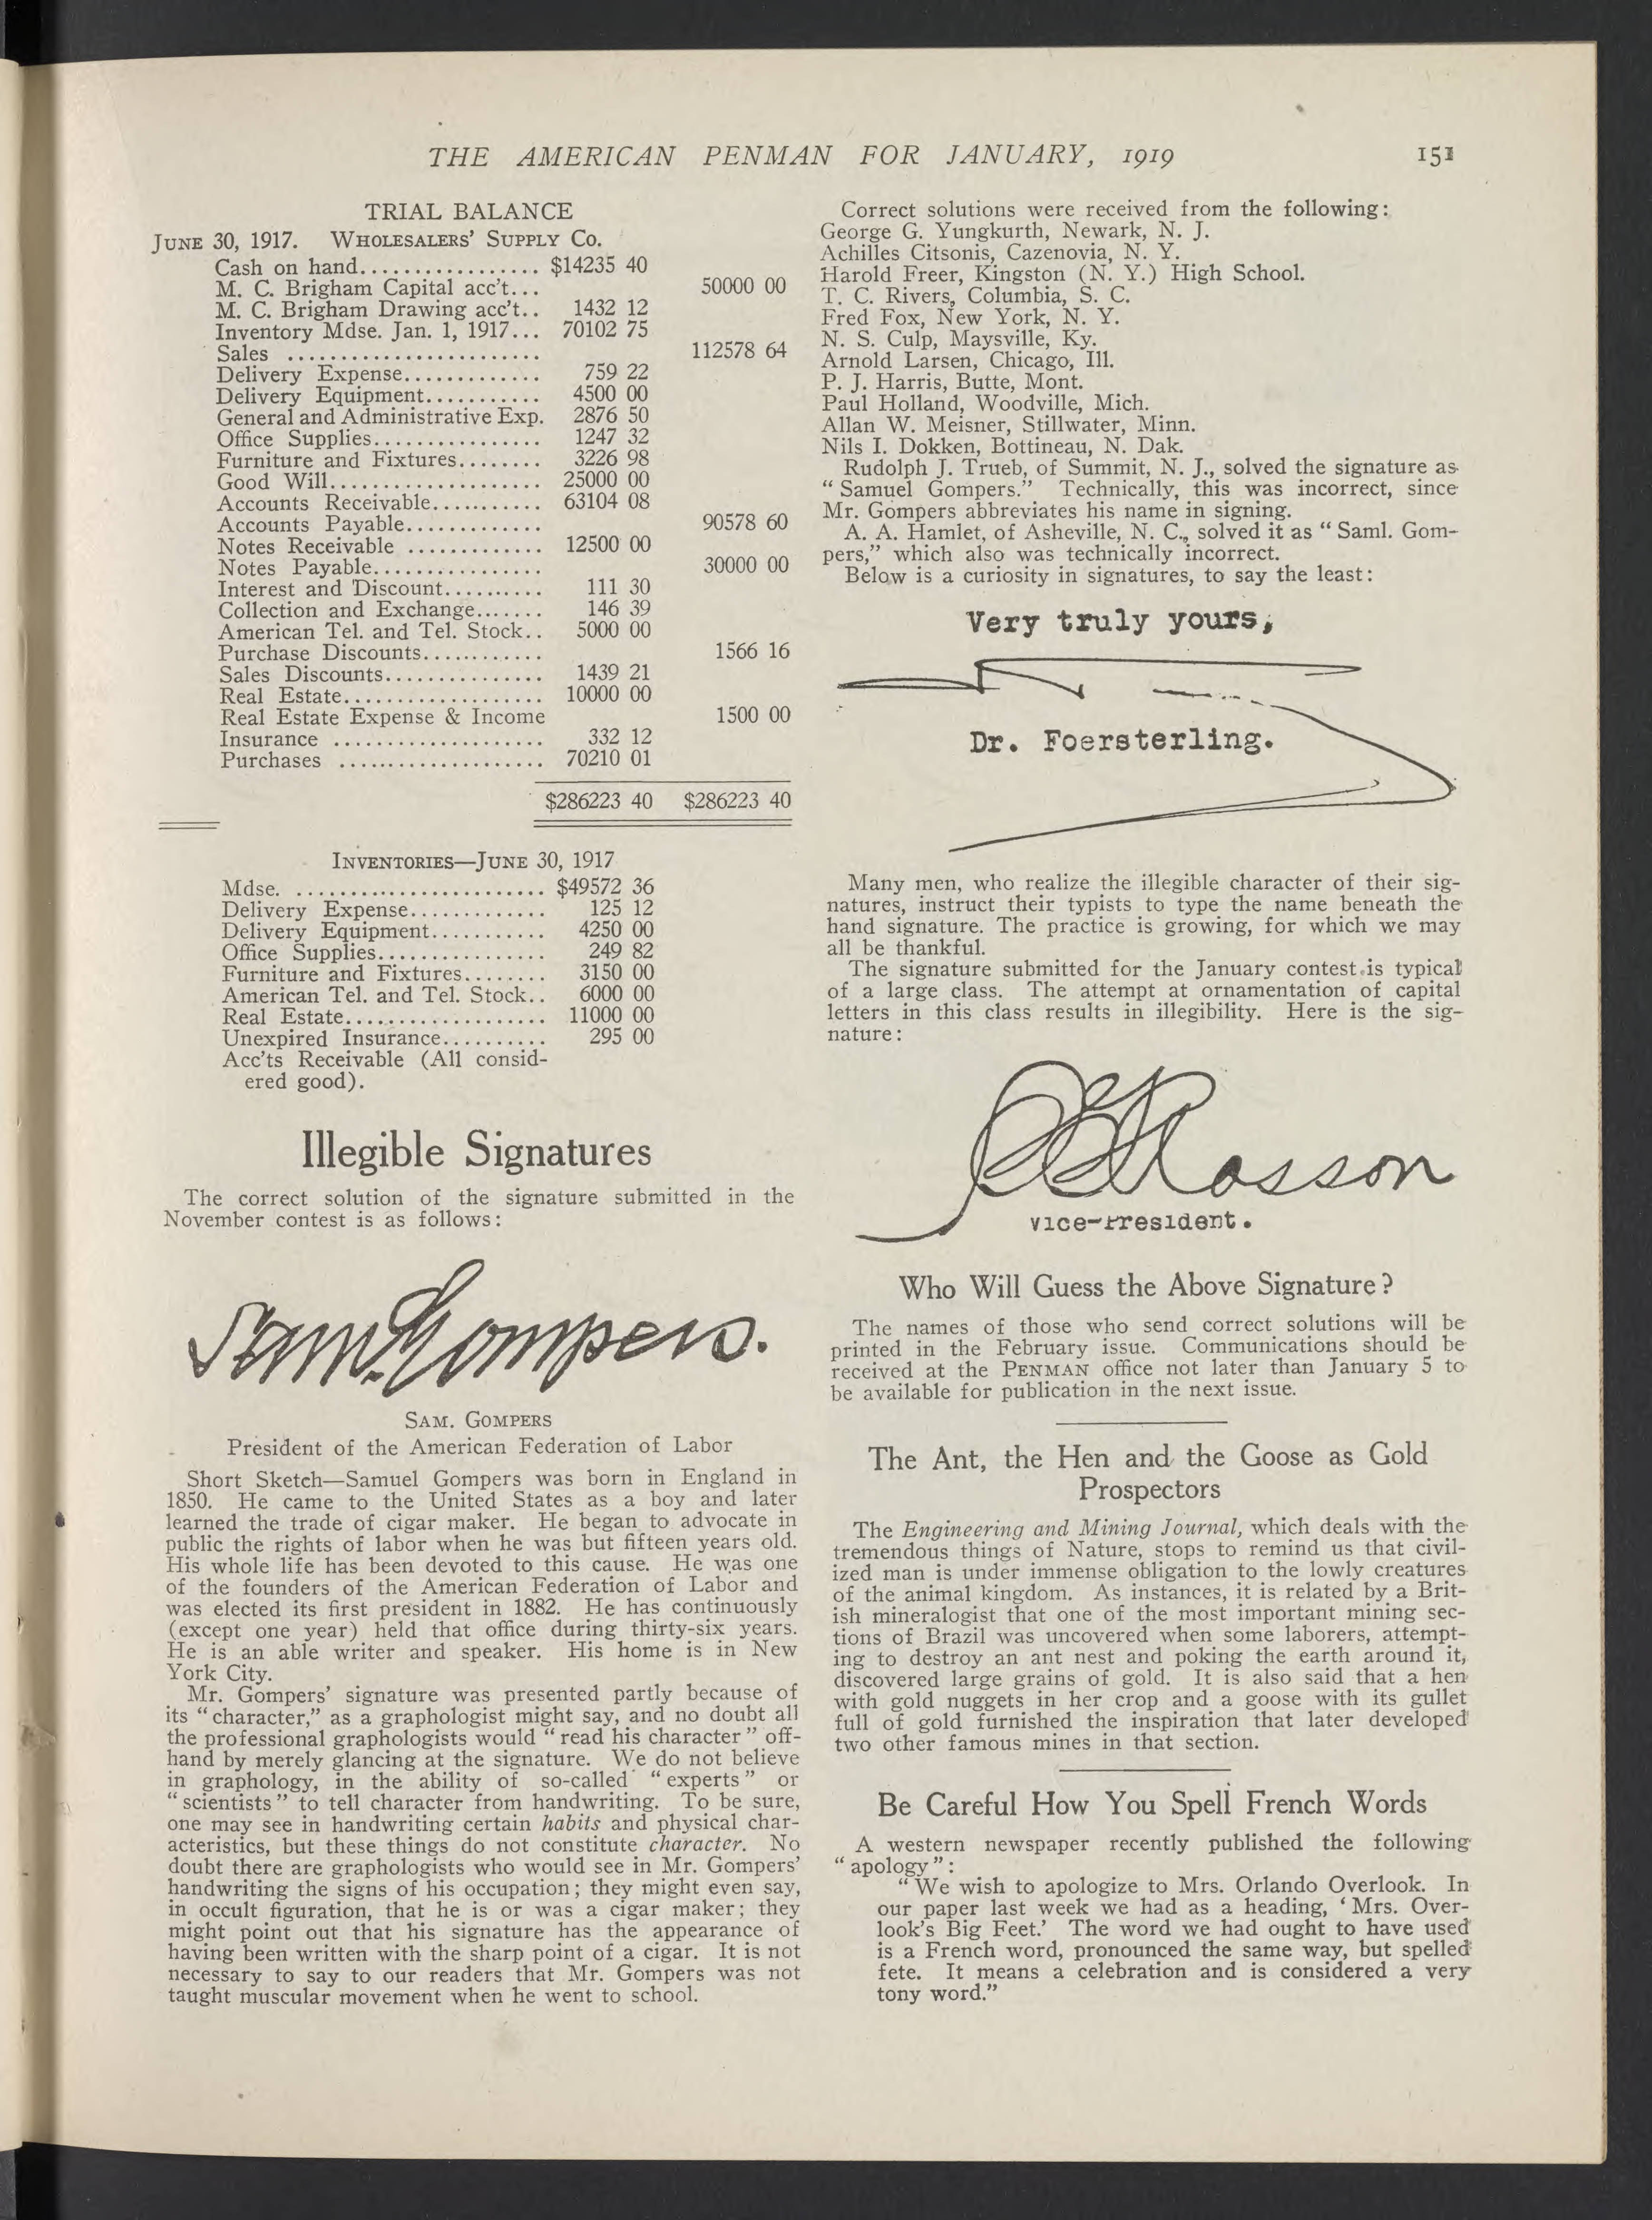 THE AMERICAN PENMAN FOR JANUARY, 1919 151
TRIAL BALANCE
JUNE 30, 1917. WHOLESALERS' SUPPLY CO.
Cash on hand................. $14235 40
M. C. Brigham Capital acc't... 50000 00
M. C. Brigham Drawing acc't.. 1432 12
Inventory Mdse. Jan. 1, 1917... 70102 75
Sales ........................ 112578 64
Delivery Expense............. 759 22
Delivery Equipment........... 4500 00
General and Administrative Exp. 2876 50
Office Supplies................ 1247 32
Furniture and Fixtures........ 3226 98
Good Will.................... 25000 00
Accounts Receivable........... 63104 08
Accounts Payable............. 90578 60
Notes Receivable ............. 12500 00
Notes Payable................ 30000 00
Interest and Discount.......... 111 30
Collection and Exchange....... 146 39
American Tel. and Tel. Stock.. 5000 00
Purchase Discounts............ 1566 16
Sales Discounts............... 1439 21
Real Estate................... 10000 00
Real Estate Expense & Income 1500 00
Insurance .................... 332 12
Purchases .................... 70210 01
$286223 40 $286223 40
INVENTORIES—JUNE 30, 1917
Mdse. ........................ $49572 36
Delivery Expense............. 125 12
Delivery Equipment........... 4250 00
Office Supplies................ 249 82
Furniture and Fixtures........ 3150 00
American Tel. and Tel. Stock.. 6000 00
Real Estate................... 11000 00
Unexpired Insurance.......... 295 00
Acc'ts Receivable (All consid-
ered good).
Illegible Signatures
The correct solution of the signature submitted in the
November contest is as follows:
Sam. Gompers.
SAM. GOMPERS
President of the American Federation of Labor
Short Sketch—Samuel Gompers was born in England in
1850. He came to the United States as a boy and later
learned the trade of cigar maker. He began to advocate in
public the rights of labor when he was but fifteen years old.
His whole life has been devoted to this cause. He was one
of the founders of the American Federation of Labor and
was elected its first president in 1882. He has continuously
(except one year) held that office during thirty-six years.
He is an able writer and speaker. His home is in New
York City.
Mr. Gompers' signature was presented partly because of
its "character," as a graphologist might say, and no doubt all
the professional graphologists would "read his character" off-
hand by merely glancing at the signature. We do not believe
in graphology, in the ability of so-called "experts" or
"scientists" to tell character from handwriting. To be sure,
one may see in handwriting certain habits and physical char-
acteristics, but these things do not constitute character. No
doubt there are graphologists who would see in Mr. Gompers'
handwriting the signs of his occupation; they might even say,
in occult figuration, that he is or was a cigar maker; they
might point out that his signature has the appearance of
having been written with the sharp point of a cigar. It is not
necessary to say to our readers that Mr. Gompers was not
taught muscular movement when he went to school.
Correct solutions were received from the following:
George G. Yungkurth, Newark, N. J.
Achilles Citsonis, Cazenovia, N. Y.
Harold Freer, Kingston (N. Y.) High School.
T. C. Rivers, Columbia, S. C.
Fred Fox, New York, N. Y.
N. S. Culp, Maysville, Ky.
Arnold Larsen, Chicago, Ill.
P. J. Harris, Butte, Mont.
Paul Holland, Woodville, Mich.
Allan W. Meisner, Stillwater, Minn.
Nils I. Dokken, Bottineau, N. Dak.
Rudolph J. Trueb, of Summit, N. J., solved the signature as
"Samuel Gompers." Technically, this was incorrect, since
Mr. Gompers abbreviates his name in signing.
A. A. Hamlet, of Asheville, N. C., solved it as "Saml. Gom-
pers," which also was technically incorrect.
Below is a curiosity in signatures, to say the least:
Very truly yours,
Dr. Foersterling.
Many men, who realize the illegible character of their sig-
natures, instruct their typists to type the name beneath the
hand signature. The practice is growing, for which we may
all be thankful.
The signature submitted for the January contest is typical
of a large class. The attempt at ornamentation of capital
letters in this class results in illegibility. Here is the sig-
nature:
Vice-President.
Who Will Guess the Above Signature?
The names of those who send correct solutions will be
printed in the February issue. Communications should be
received at the PENMAN office not later than January 5 to
be available for publication in the next issue.
The Ant, the Hen and the Goose as Gold
Prospectors
The Engineering and Mining Journal, which deals with the
tremendous things of Nature, stops to remind us that civil-
ized man is under immense obligation to the lowly creatures
of the animal kingdom. As instances, it is related by a Brit-
ish mineralogist that one of the most important mining sec-
tions of Brazil was uncovered when some laborers, attempt-
ing to destroy an ant nest and poking the earth around it,
discovered large grains of gold. It is also said that a hen
with gold nuggets in her crop and a goose with its gullet
full of gold furnished the inspiration that later developed
two other famous mines in that section.
Be Careful How You Spell French Words
A western newspaper recently published the following
"apology":
"We wish to apologize to Mrs. Orlando Overlook. In
our paper last week we had as a heading, 'Mrs. Over-
look's Big Feet.' The word we had ought to have used
is a French word, pronounced the same way, but spelled
fete. It means a celebration and is considered a very
tony word."